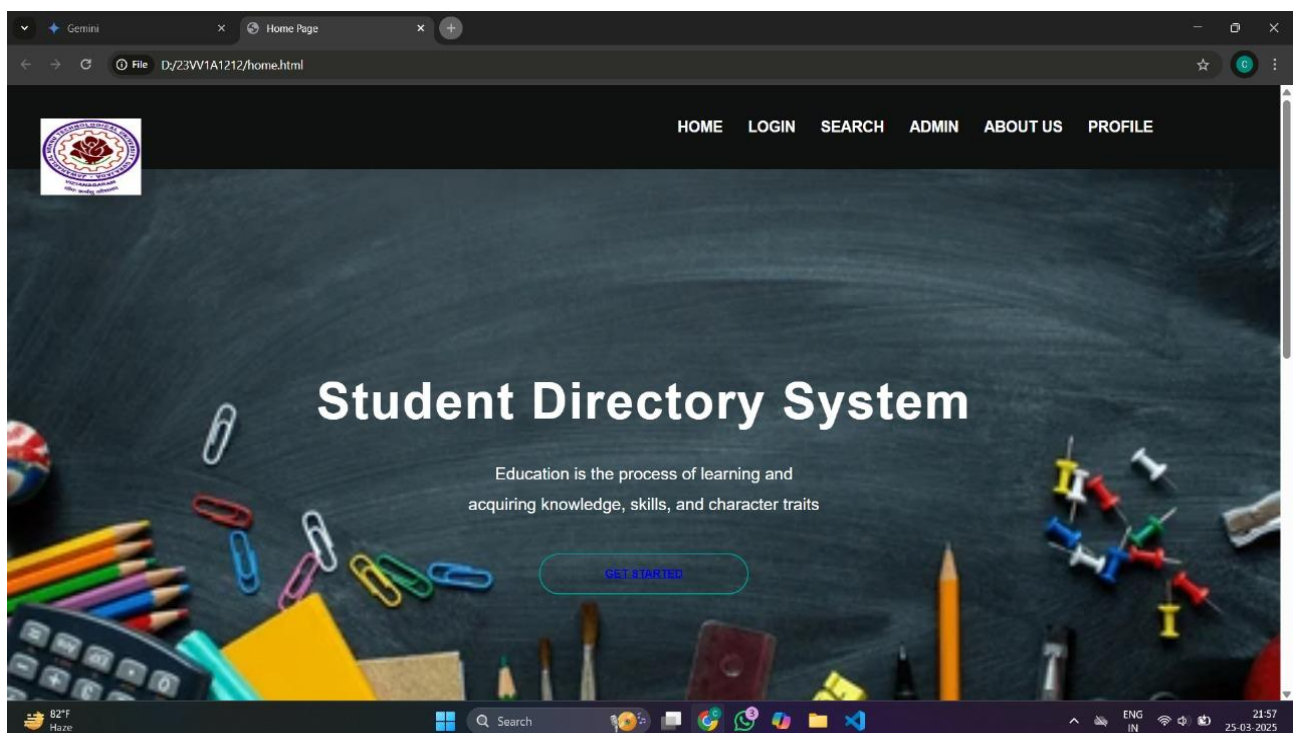 Gemini
Home Page
File D:/23VV1A1212/home.html
C
HOME LOGIN SEARCH ADMIN ABOUT US PROFILE
VIZIANAGARAM
Student Directory System
Education is the process of learning and
acquiring knowledge, skills, and character traits
GET STARTED
82°F
Haze
Search
3
ENG
IN
21:57
25-03-2025